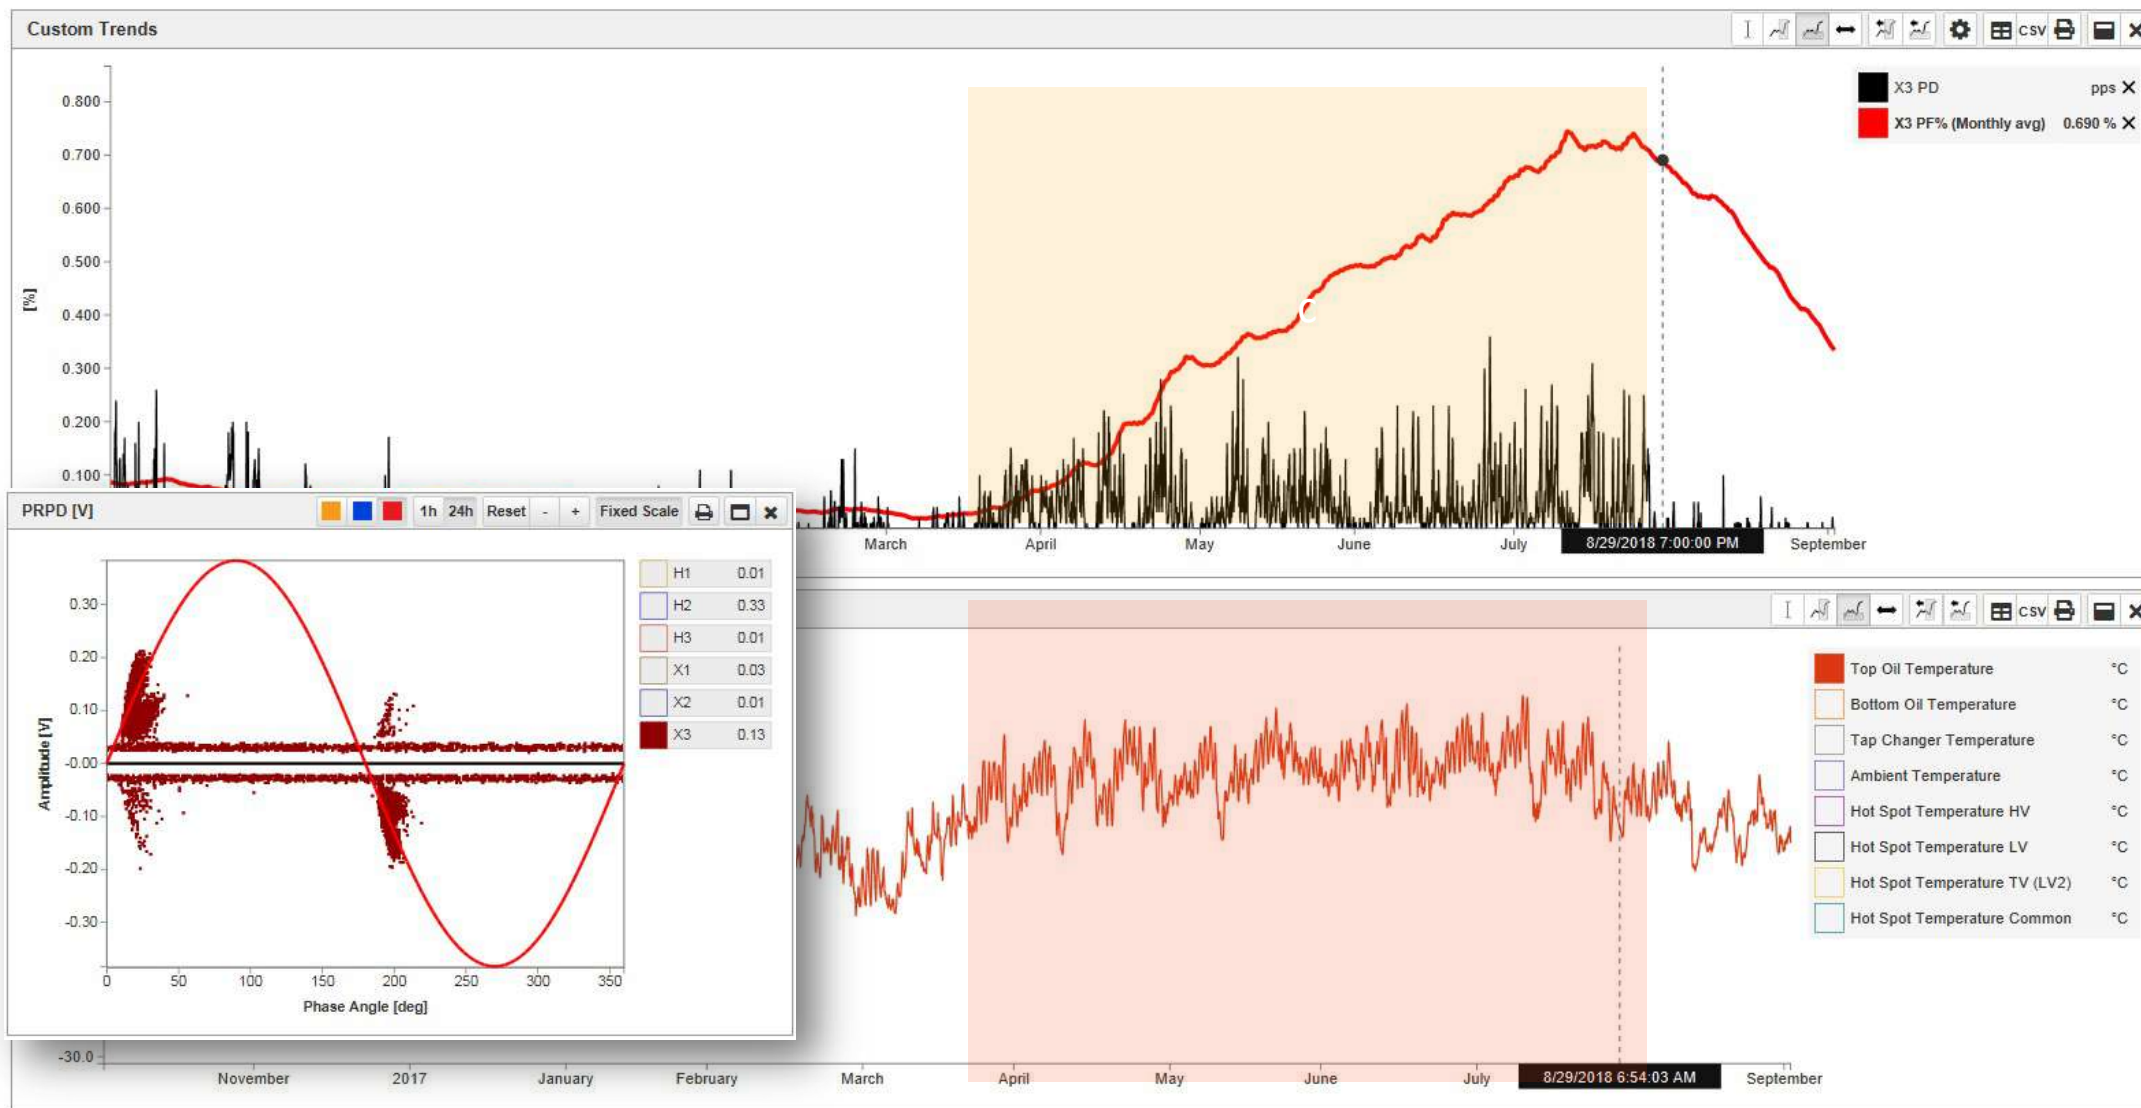 Custom Trends
CSV
0.800
0.700
0.600
0.500
0.400
0.300
0.200
0.100
[%]
X3 PD pps
X3 PF% (Monthly avg) 0.690 %
C
March April May June July 8/29/2018 7:00:00 PM September
PRPD [V] 1h 24h Reset - + Fixed Scale
0.30
0.20
0.10
-0.00
-0.10
-0.20
-0.30
Amplitude [V]
0 50 100 150 200 250 300 350
Phase Angle [deg]
H1 0.01
H2 0.33
H3 0.01
X1 0.03
X2 0.01
X3 0.13
CSV
Top Oil Temperature °C
Bottom Oil Temperature °C
Tap Changer Temperature °C
Ambient Temperature °C
Hot Spot Temperature HV °C
Hot Spot Temperature LV °C
Hot Spot Temperature TV (LV2) °C
Hot Spot Temperature Common °C
-30.0
November 2017 January February March April May June July 8/29/2018 6:54:03 AM September